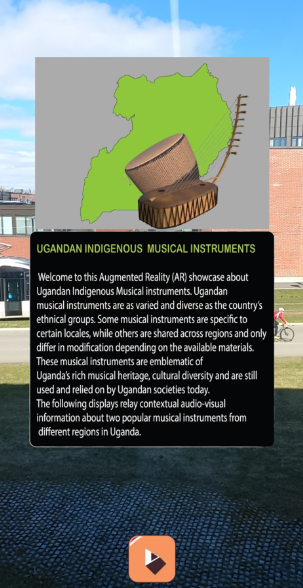 UGANDAN INDIGENOUS MUSICAL INSTRUMENTS
Welcome to this Augmented Reality (AR) showcase about
Ugandan Indigenous Musical instruments. Ugandan
musical instruments are as varied and diverse as the country's
ethnical groups. Some musical instruments are specific to
certain locales, while others are shared across regions and only
differ in modification depending on the available materials.
These musical instruments are emblematic of
Uganda's rich musical heritage, cultural diversity and are still
used and relied on by Ugandan societies today.
The following displays relay contextual audio-visual
information about two popular musical instruments from
different regions in Uganda.